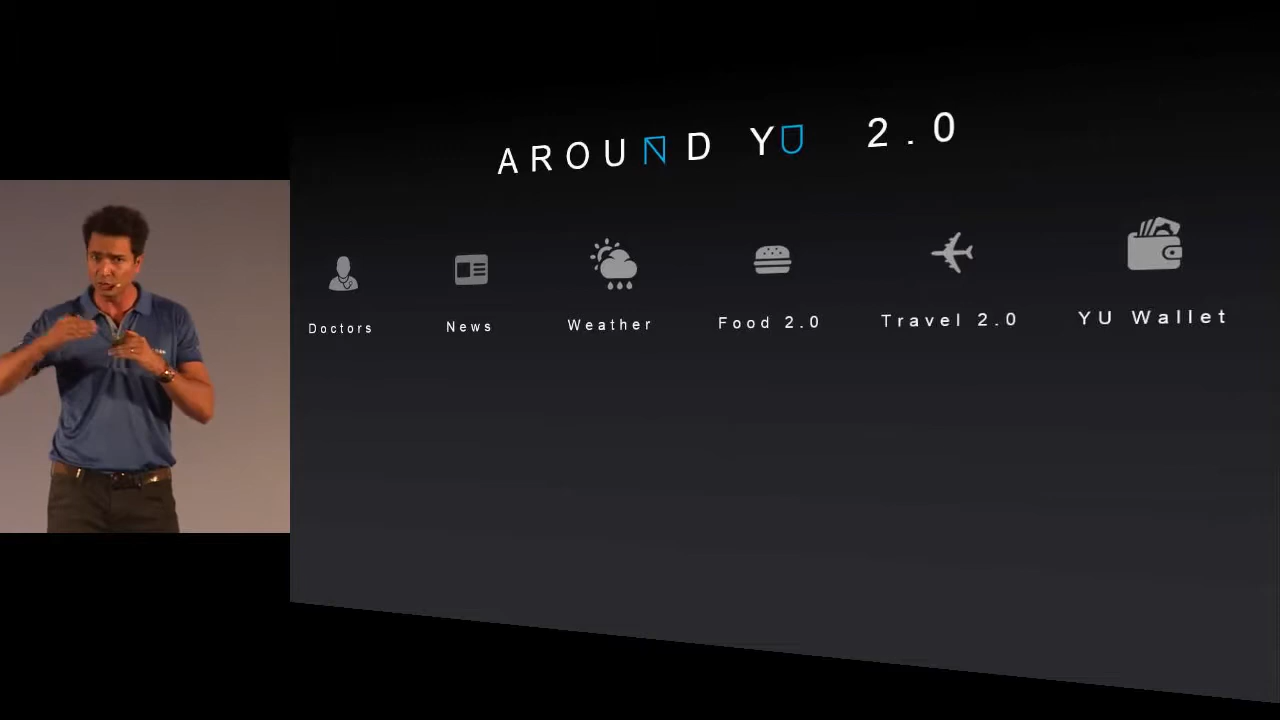 AROUND YU 2.0
Doctors
News
Weather
Food 2.0
Travel 2.0
YU Wallet